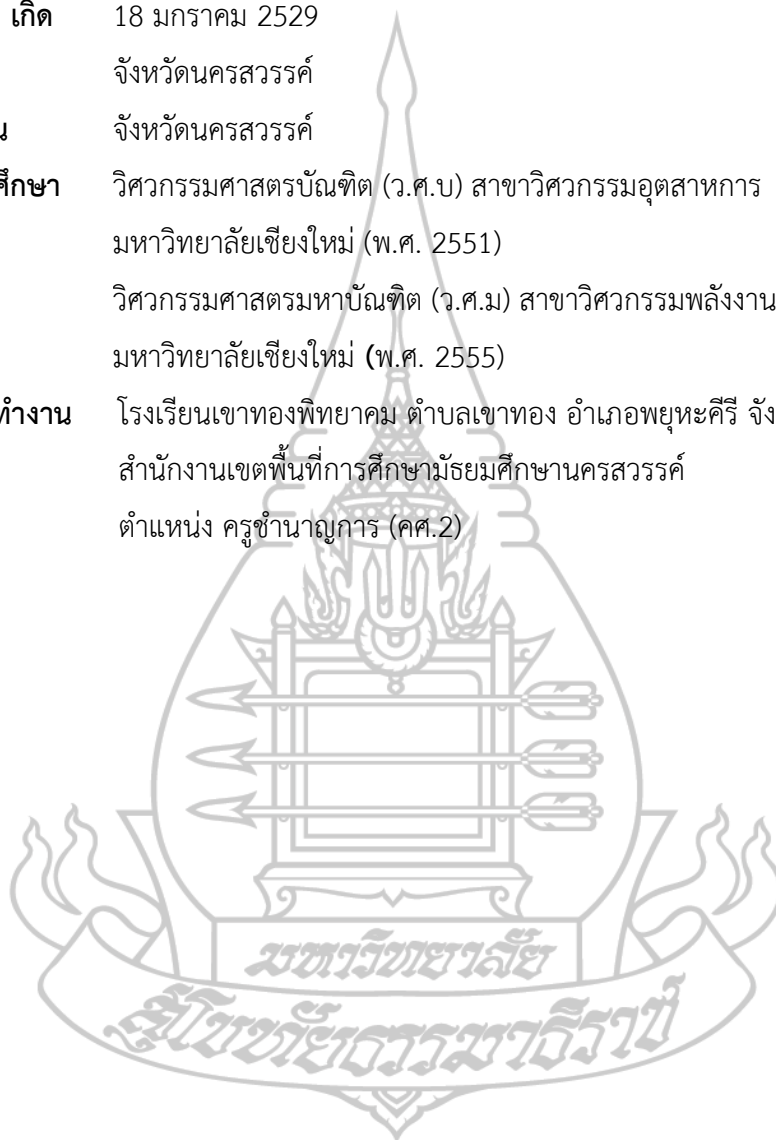 เกิด 18 มกราคม 2529
จังหวัดนครสวรรค์
จังหวัดนครสวรรค์
ศึกษา วิศวกรรมศาสตรบัณฑิต (ว.ศ.บ) สาขาวิศวกรรมอุตสาหการ
มหาวิทยาลัยเชียงใหม่ (พ.ศ. 2551)
วิศวกรรมศาสตรมหาบัณฑิต (ว.ศ.ม) สาขาวิศวกรรมพลังงาน
มหาวิทยาลัยเชียงใหม่ (พ.ศ. 2555)
ทำงาน โรงเรียนเขาทองพิทยาคม ตำบลเขาทอง อำเภอพยุหะคีรี จัง
สำนักงานเขตพื้นที่การศึกษามัธยมศึกษานครสวรรค์
ตำแหน่ง ครูชำนาญการ (คศ.2)
มหาวิทยาลัย
สุโขทัยธรรมาธิราช